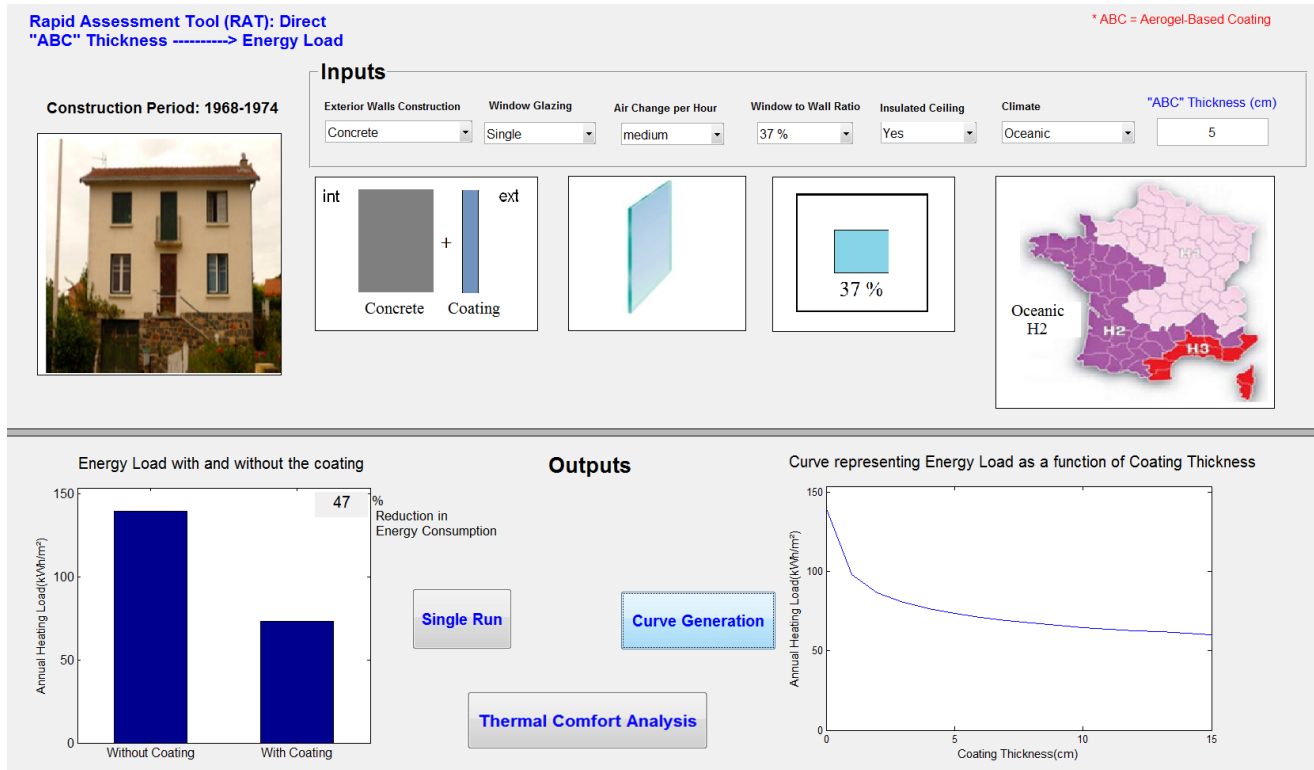 Rapid Assessment Tool (RAT): Direct
"ABC" Thickness ----------> Energy Load
* ABC = Aerogel-Based Coating
Construction Period: 1968-1974
Inputs
Exterior Walls Construction
Window Glazing
Air Change per Hour
Window to Wall Ratio
Insulated Ceiling
Climate
"ABC" Thickness (cm)
Concrete
Single
medium
37 %
Yes
Oceanic
5
int
ext
+
Concrete
Coating
37 %
Oceanic
H2
H1
H2
H3
Outputs
Energy Load with and without the coating
47
%
Reduction in
Energy Consumption
Annual Heating Load(kWh/m²)
150
100
50
0
Without Coating
With Coating
Single Run
Curve Generation
Thermal Comfort Analysis
Curve representing Energy Load as a function of Coating Thickness
Annual Heating Load(kWh/m²)
150
100
50
0
0
5
10
15
Coating Thickness(cm)